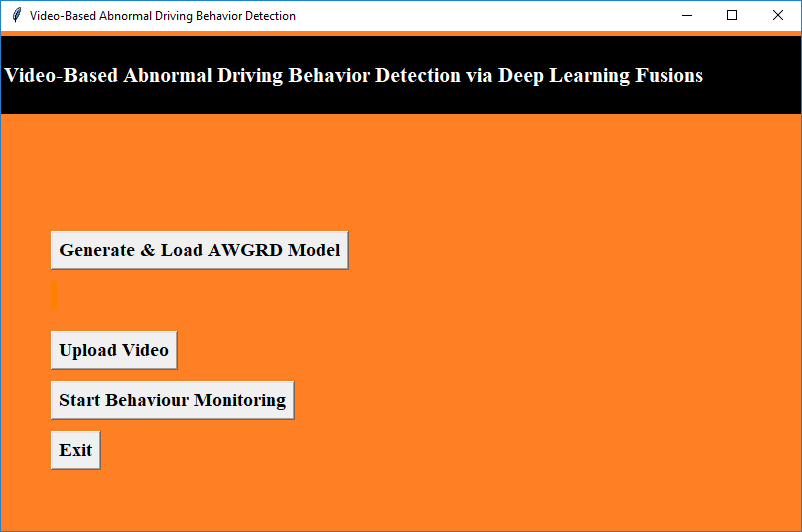 Video-Based Abnormal Driving Behavior Detection
Video-Based Abnormal Driving Behavior Detection via Deep Learning Fusions
Generate & Load AWGRD Model
Upload Video
Start Behaviour Monitoring
Exit